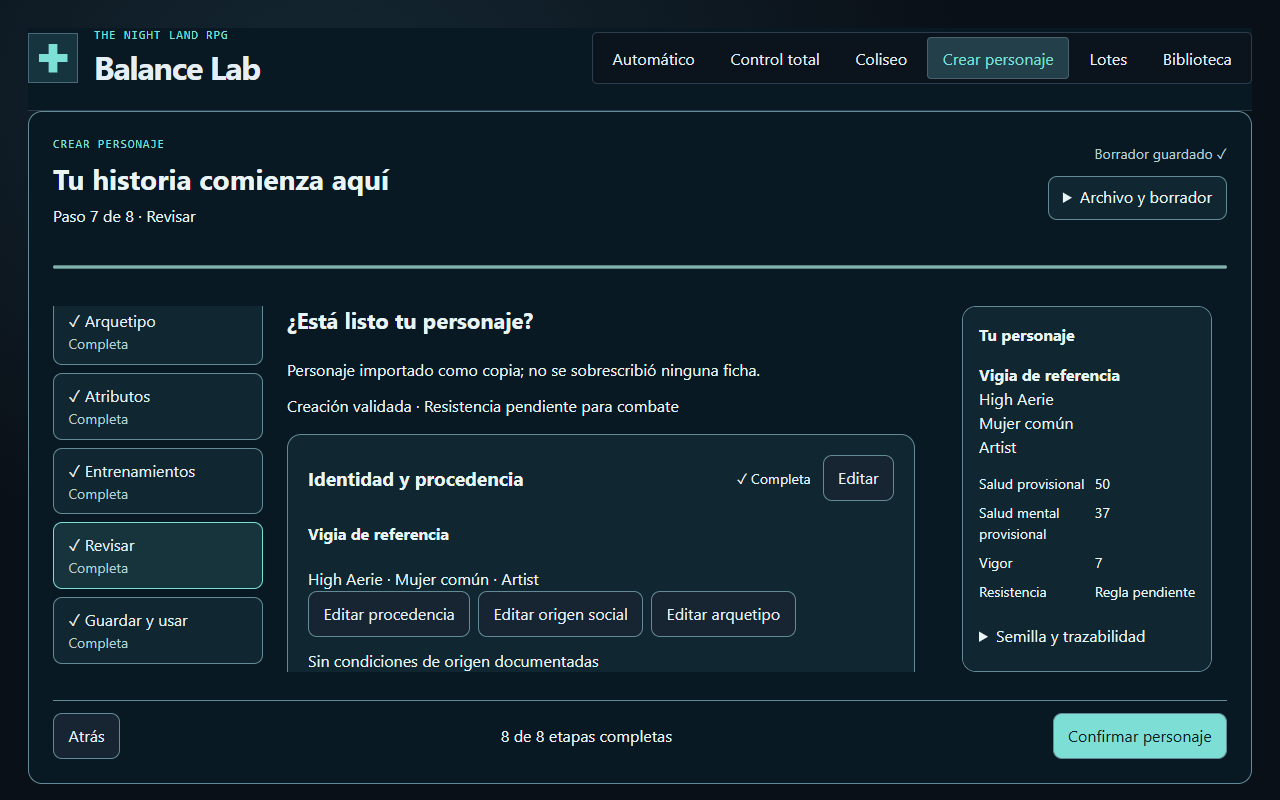 THE NIGHT LAND RPG
Balance Lab
Automático
Control total
Coliseo
Crear personaje
Lotes
Biblioteca
CREAR PERSONAJE
Tu historia comienza aquí
Paso 7 de 8 · Revisar
Borrador guardado ✓
▶ Archivo y borrador
✓ Arquetipo
Completa
✓ Atributos
Completa
✓ Entrenamientos
Completa
✓ Revisar
Completa
✓ Guardar y usar
Completa
¿Está listo tu personaje?
Personaje importado como copia; no se sobrescribió ninguna ficha.
Creación validada · Resistencia pendiente para combate
Identidad y procedencia
✓ Completa
Editar
Vigia de referencia
High Aerie · Mujer común · Artist
Editar procedencia
Editar origen social
Editar arquetipo
Sin condiciones de origen documentadas
Tu personaje
Vigia de referencia
High Aerie
Mujer común
Artist
Salud provisional 50
Salud mental provisional 37
Vigor 7
Resistencia Regla pendiente
▶ Semilla y trazabilidad
Atrás
8 de 8 etapas completas
Confirmar personaje